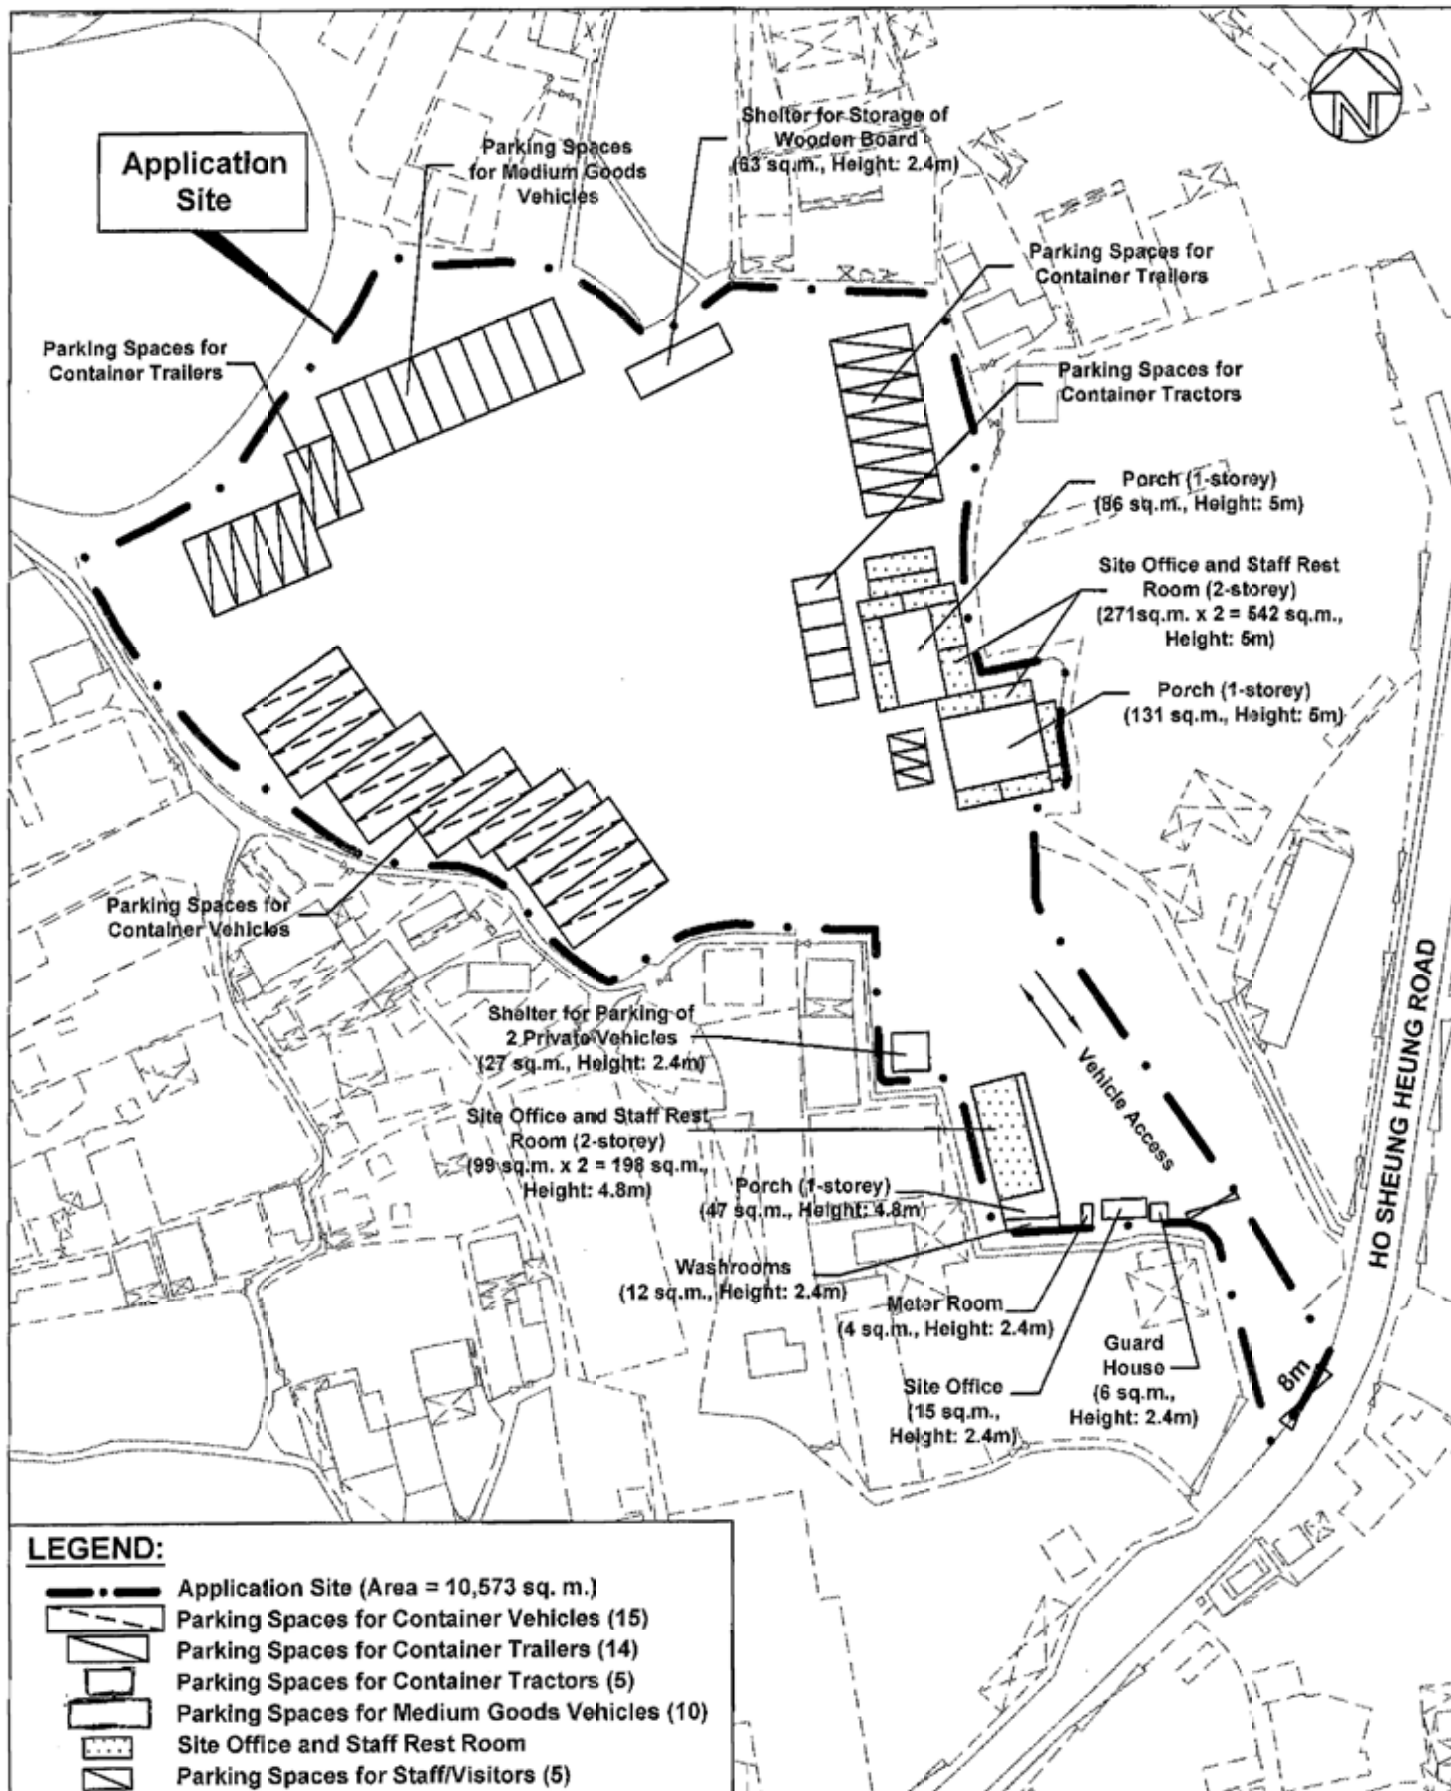 N
Application
Site
Parking Spaces
for Medium Goods
Vehicles
Shelter for Storage of
Wooden Board
(63 sq.m., Height: 2.4m)
Parking Spaces for
Container Trailers
Parking Spaces for
Container Trailers
Parking Spaces for
Container Tractors
Porch (1-storey)
(86 sq.m., Height: 5m)
Site Office and Staff Rest
Room (2-storey)
(271sq.m. x 2 = 542 sq.m.,
Height: 5m)
Porch (1-storey)
(131 sq.m., Height: 5m)
Parking Spaces for
Container Vehicles
Shelter for Parking of
2 Private Vehicles
(27 sq.m., Height: 2.4m)
Vehicle Access
HO SHEUNG HEUNG ROAD
Site Office and Staff Rest
Room (2-storey)
(99 sq.m. x 2 = 198 sq.m.,
Height: 4.8m)
Porch (1-storey)
(47 sq.m., Height: 4.8m)
Washrooms
(12 sq.m., Height: 2.4m)
Meter Room
(4 sq.m., Height: 2.4m)
Guard
House
(6 sq.m.,
Height: 2.4m)
Site Office
(15 sq.m.,
Height: 2.4m)
8m
LEGEND:
Application Site (Area = 10,573 sq. m.)
Parking Spaces for Container Vehicles (15)
Parking Spaces for Container Trailers (14)
Parking Spaces for Container Tractors (5)
Parking Spaces for Medium Goods Vehicles (10)
Site Office and Staff Rest Room
Parking Spaces for Staff/Visitors (5)